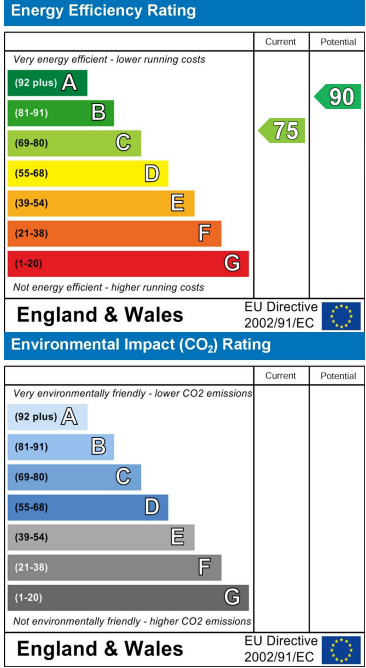 Energy Efficiency Rating
Current Potential
Very energy efficient - lower running costs
(92 plus) A
(81-91) B
(69-80) C
(55-68) D
(39-54) E
(21-38) F
(1-20) G
75
90
Not energy efficient - higher running costs
England & Wales
EU Directive
2002/91/EC
Environmental Impact (CO₂) Rating
Current Potential
Very environmentally friendly - lower CO2 emissions
(92 plus) A
(81-91) B
(69-80) C
(55-68) D
(39-54) E
(21-38) F
(1-20) G
Not environmentally friendly - higher CO2 emissions
England & Wales
EU Directive
2002/91/EC